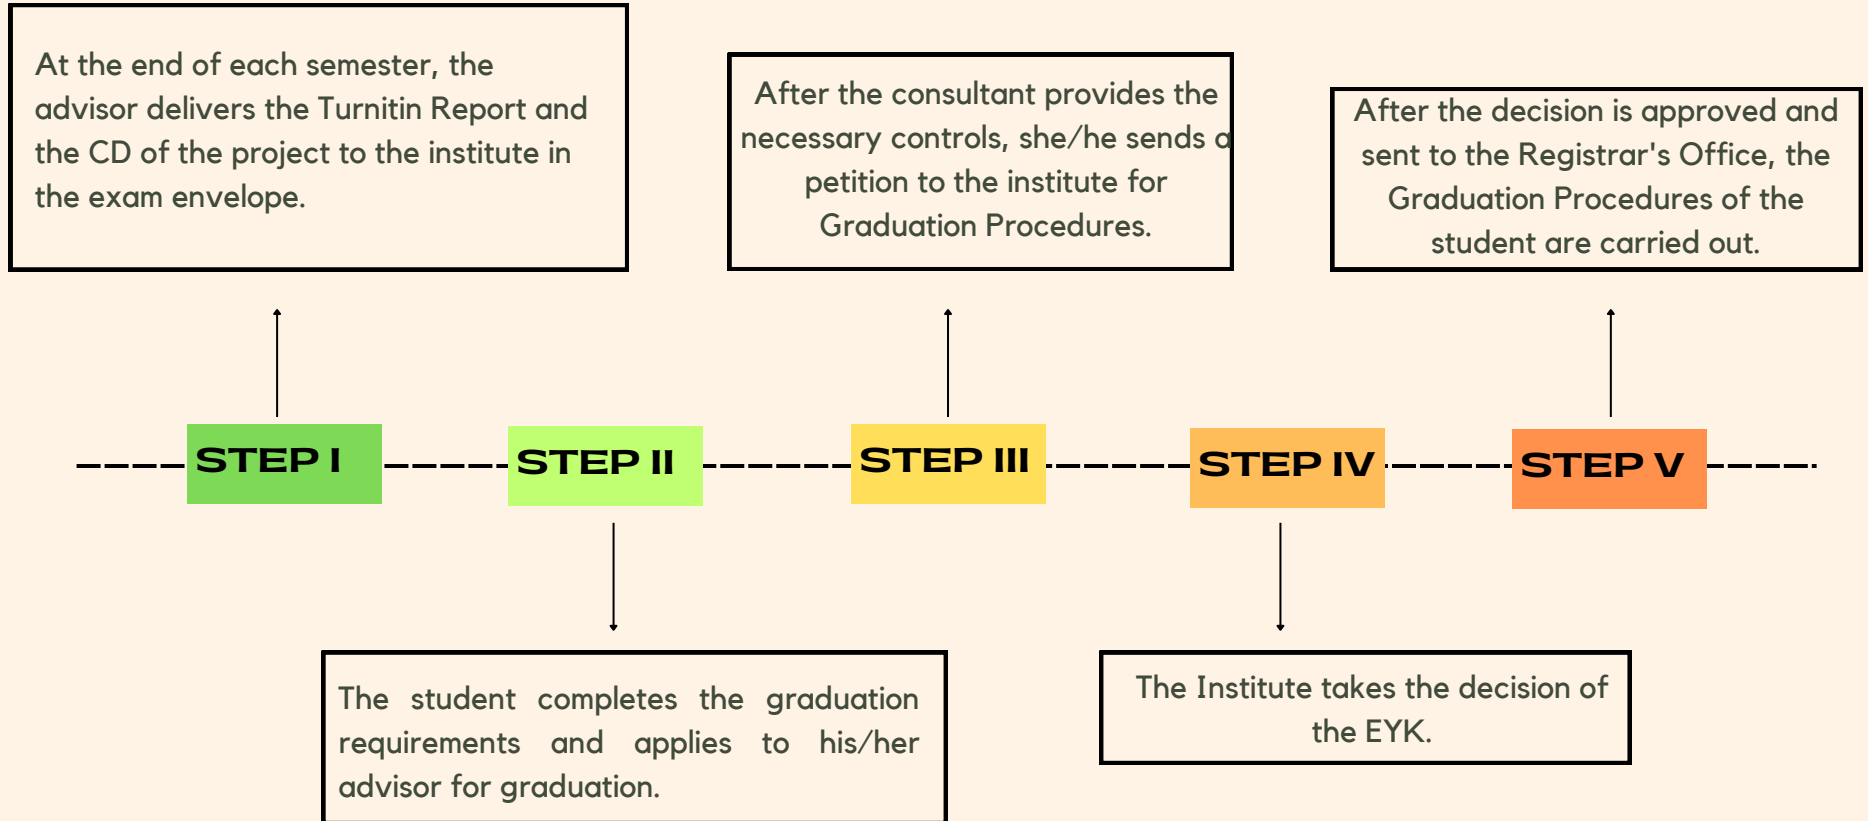 At the end of each semester, the
advisor delivers the Turnitin Report and
the CD of the project to the institute in
the exam envelope.
After the consultant provides the
necessary controls, she/he sends a
petition to the institute for
Graduation Procedures.
After the decision is approved and
sent to the Registrar's Office, the
Graduation Procedures of the
student are carried out.
STEP I
STEP II
STEP III
STEP IV
STEP V
The student completes the graduation
requirements and applies to his/her
advisor for graduation.
The Institute takes the decision of
the EYK.